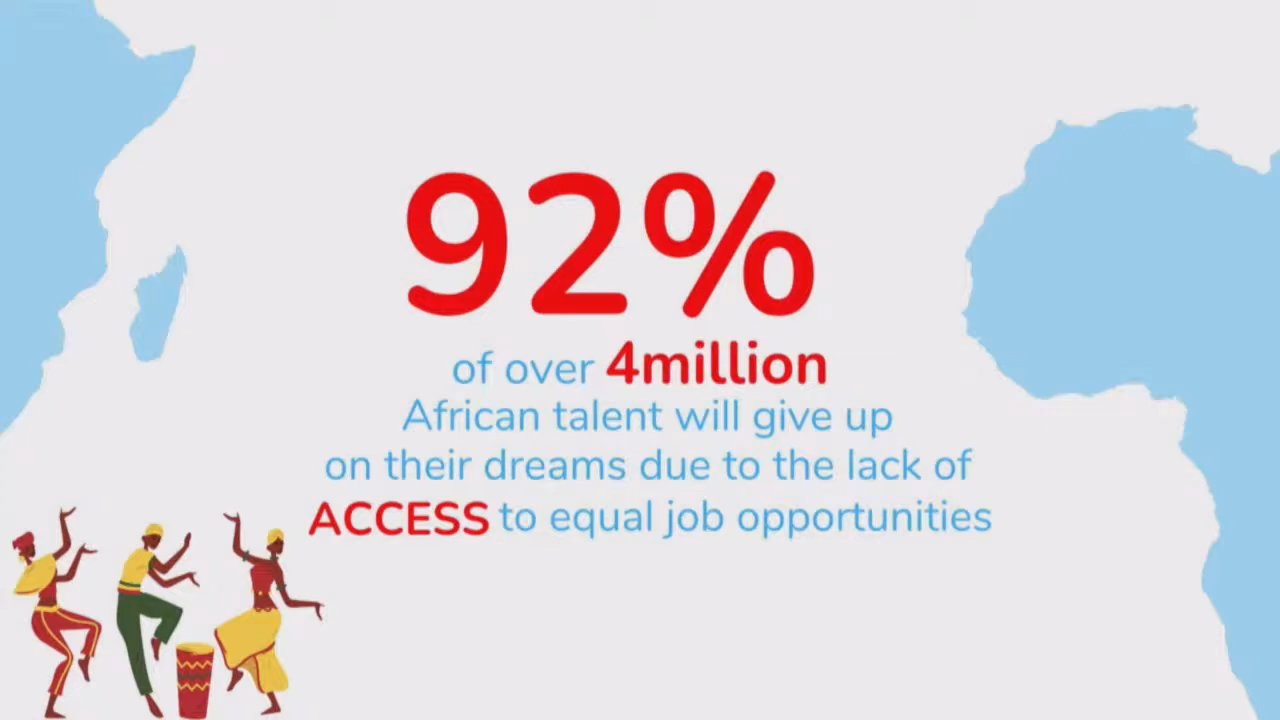 92%
of over 4million
African talent will give up
on their dreams due to the lack of
ACCESS to equal job opportunities